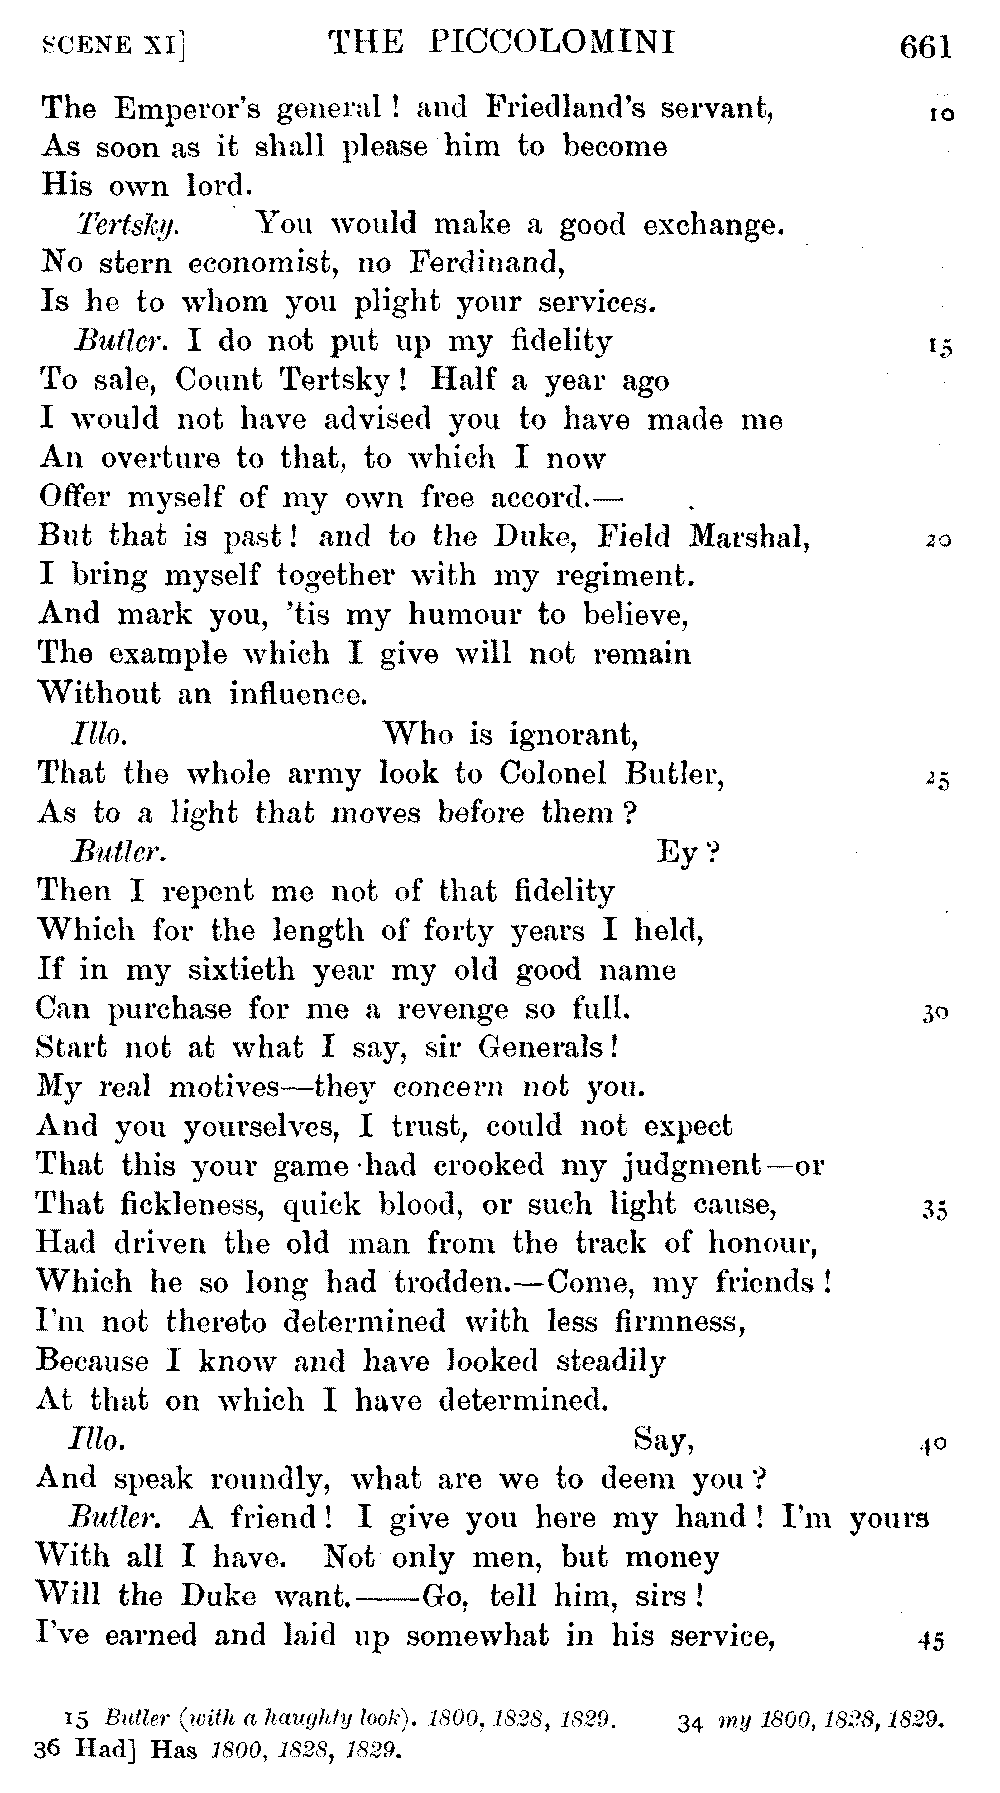 SCENE XI] THE PICCOLOMINI 661
The Emperor's general! and Friedland's servant, 10
As soon as it shall please him to become
His own lord.
Tertsky. You would make a good exchange.
No stern economist, no Ferdinand,
Is he to whom you plight your services.
Butler. I do not put up my fidelity 15
To sale, Count Tertsky! Half a year ago
I would not have advised you to have made me
An overture to that, to which I now
Offer myself of my own free accord.—
But that is past! and to the Duke, Field Marshal, 20
I bring myself together with my regiment.
And mark you, 'tis my humour to believe,
The example which I give will not remain
Without an influence.
Illo. Who is ignorant,
That the whole army look to Colonel Butler, 25
As to a light that moves before them?
Butler. Ey?
Then I repent me not of that fidelity
Which for the length of forty years I held,
If in my sixtieth year my old good name
Can purchase for me a revenge so full. 30
Start not at what I say, sir Generals!
My real motives—they concern not you.
And you yourselves, I trust, could not expect
That this your game had crooked my judgment—or
That fickleness, quick blood, or such light cause, 35
Had driven the old man from the track of honour,
Which he so long had trodden.—Come, my friends!
I'm not thereto determined with less firmness,
Because I know and have looked steadily
At that on which I have determined.
Illo. Say, 40
And speak roundly, what are we to deem you?
Butler. A friend! I give you here my hand! I'm yours
With all I have. Not only men, but money
Will the Duke want.——Go, tell him, sirs!
I've earned and laid up somewhat in his service, 45
15 Butler (with a haughty look). 1800, 1828, 1829. 34 my 1800, 1828, 1829.
36 Had] Has 1800, 1828, 1829.